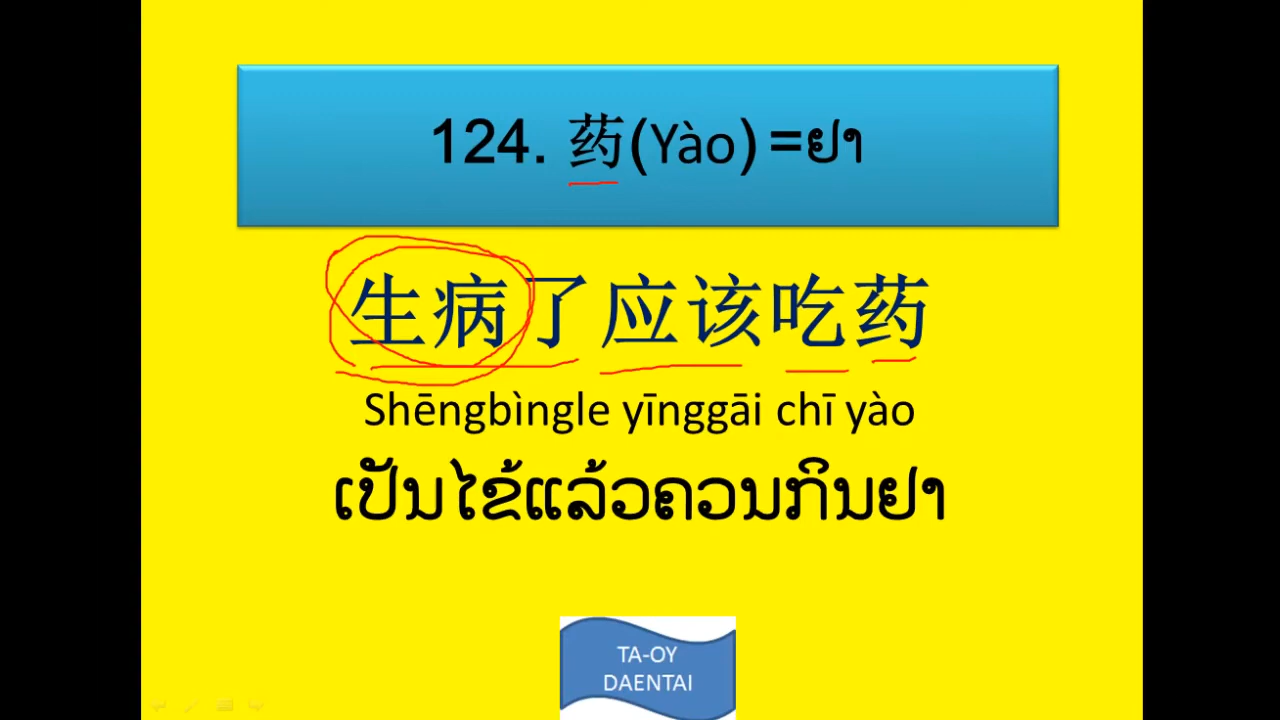 124. 药(Yào) =ຢາ
生病了应该吃药
Shēngbìngle yīnggāi chī yào
ເປັນໄຂ້ແລ້ວຄວນກິນຢາ
TA-OY
DAENTAI